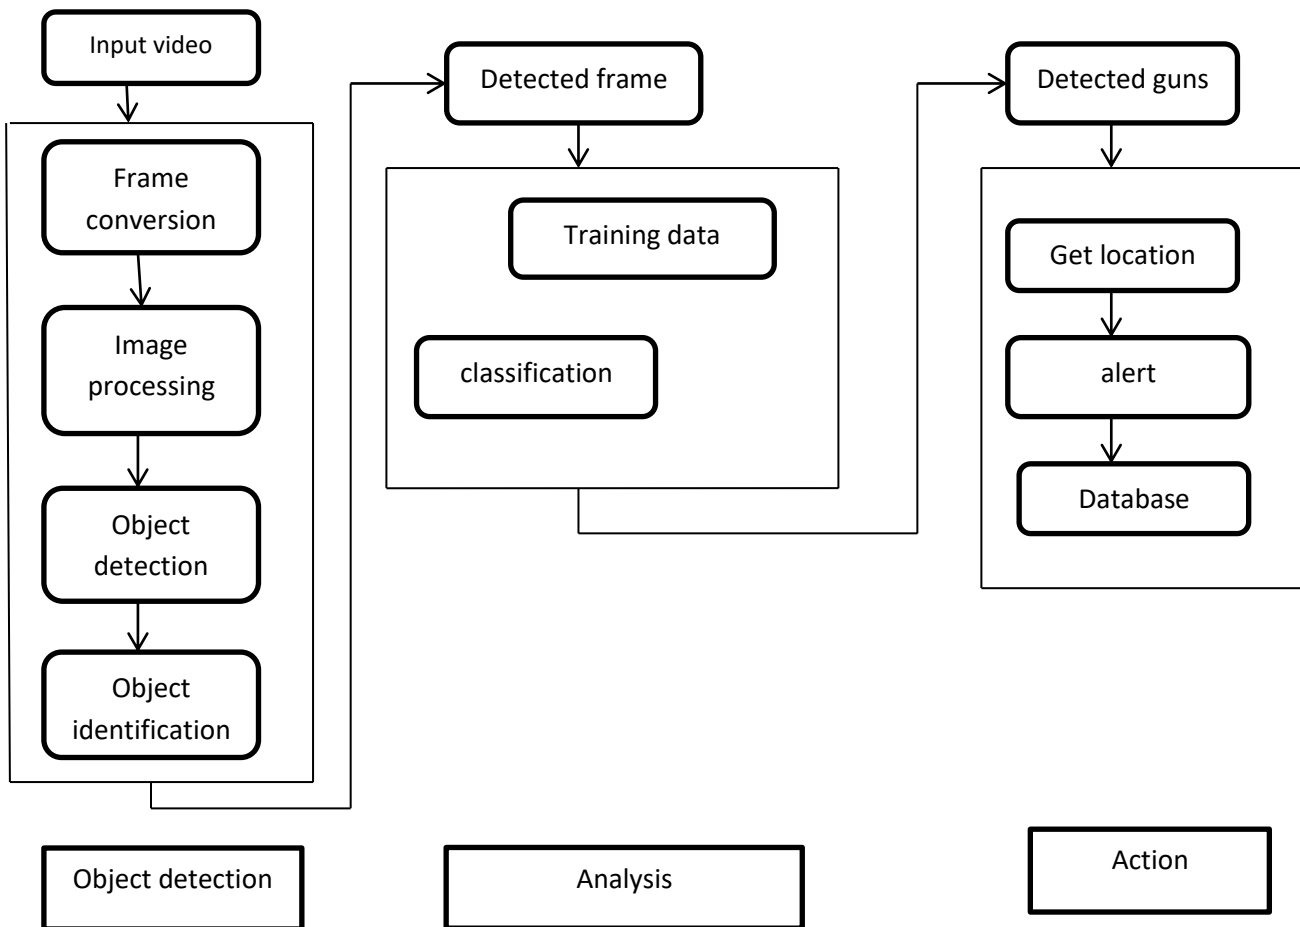 Input video
Frame
conversion
Image
processing
Object
detection
Object
identification
Object detection
Detected frame
Training data
classification
Analysis
Detected guns
Get location
alert
Database
Action